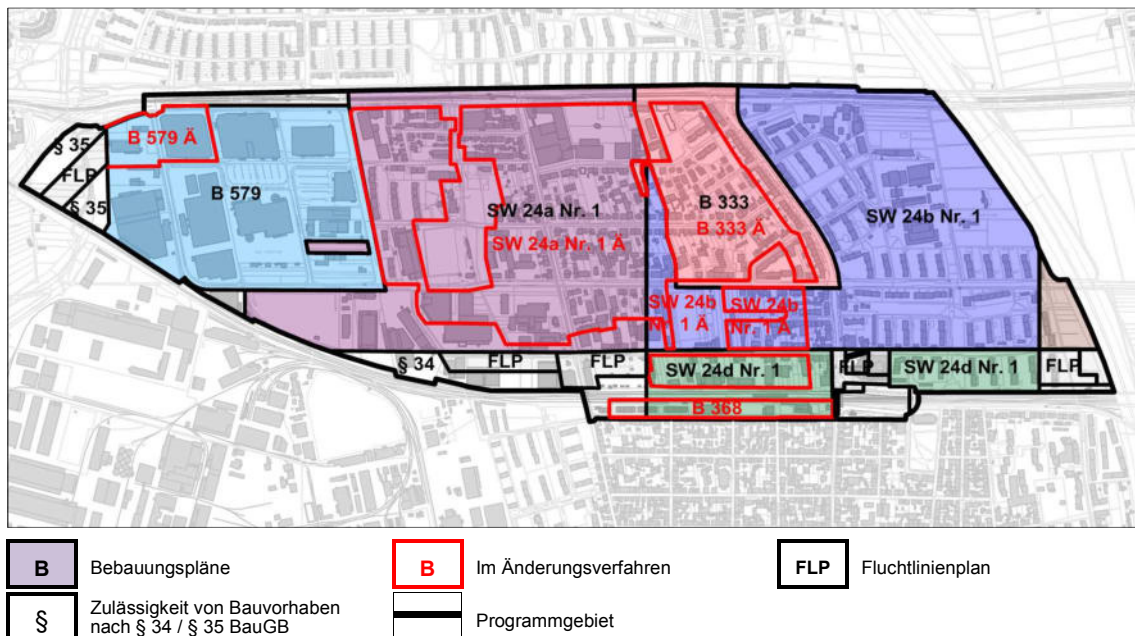 § 35
B 579 Ä
FLP
B 579
§ 35
SW 24a Nr. 1
SW 24a Nr. 1 Ä
B 333
B 333 Ä
SW 24b Nr. 1
SW 24b
Nr. 1 Ä
SW 24b
Nr. 1 Ä
§ 34
FLP
FLP
SW 24d Nr. 1
FLP
SW 24d Nr. 1
FLP
B 368
B
Bebauungspläne
B
Im Änderungsverfahren
FLP
Fluchtlinienplan
§
Zulässigkeit von Bauvorhaben
nach § 34 / § 35 BauGB
Programmgebiet